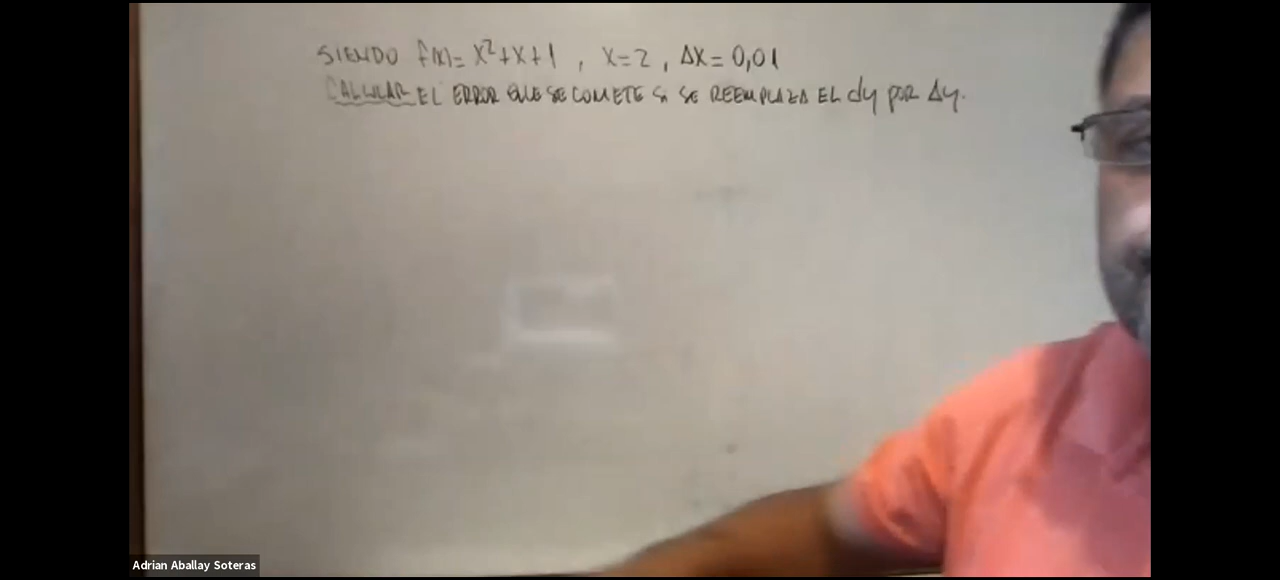 SIENDO f(x)= x²+x+1 , x=2 , Δx= 0,01
CALCULAR EL ERROR QUE SE COMETE SI SE REEMPLAZA EL dy por Δy.
Adrian Aballay Soteras